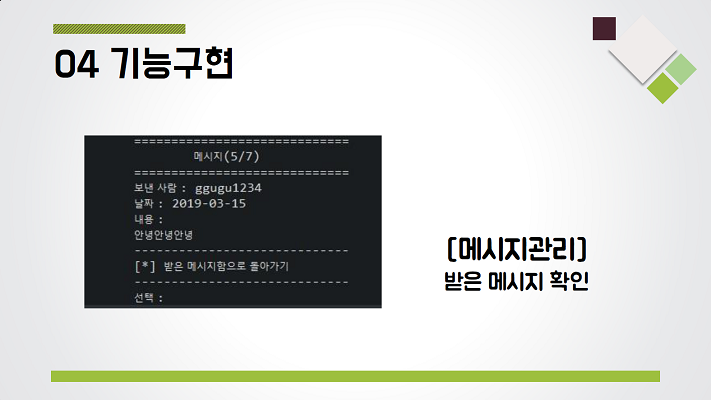 04 기능구현
=============================
메시지(5/7)
=============================
보낸 사람 : ggugu1234
날짜 : 2019-03-15
내용 :
안녕안녕안녕
-----------------------------
[*] 받은 메시지함으로 돌아가기
-----------------------------
선택 :
[메시지관리]
받은 메시지 확인